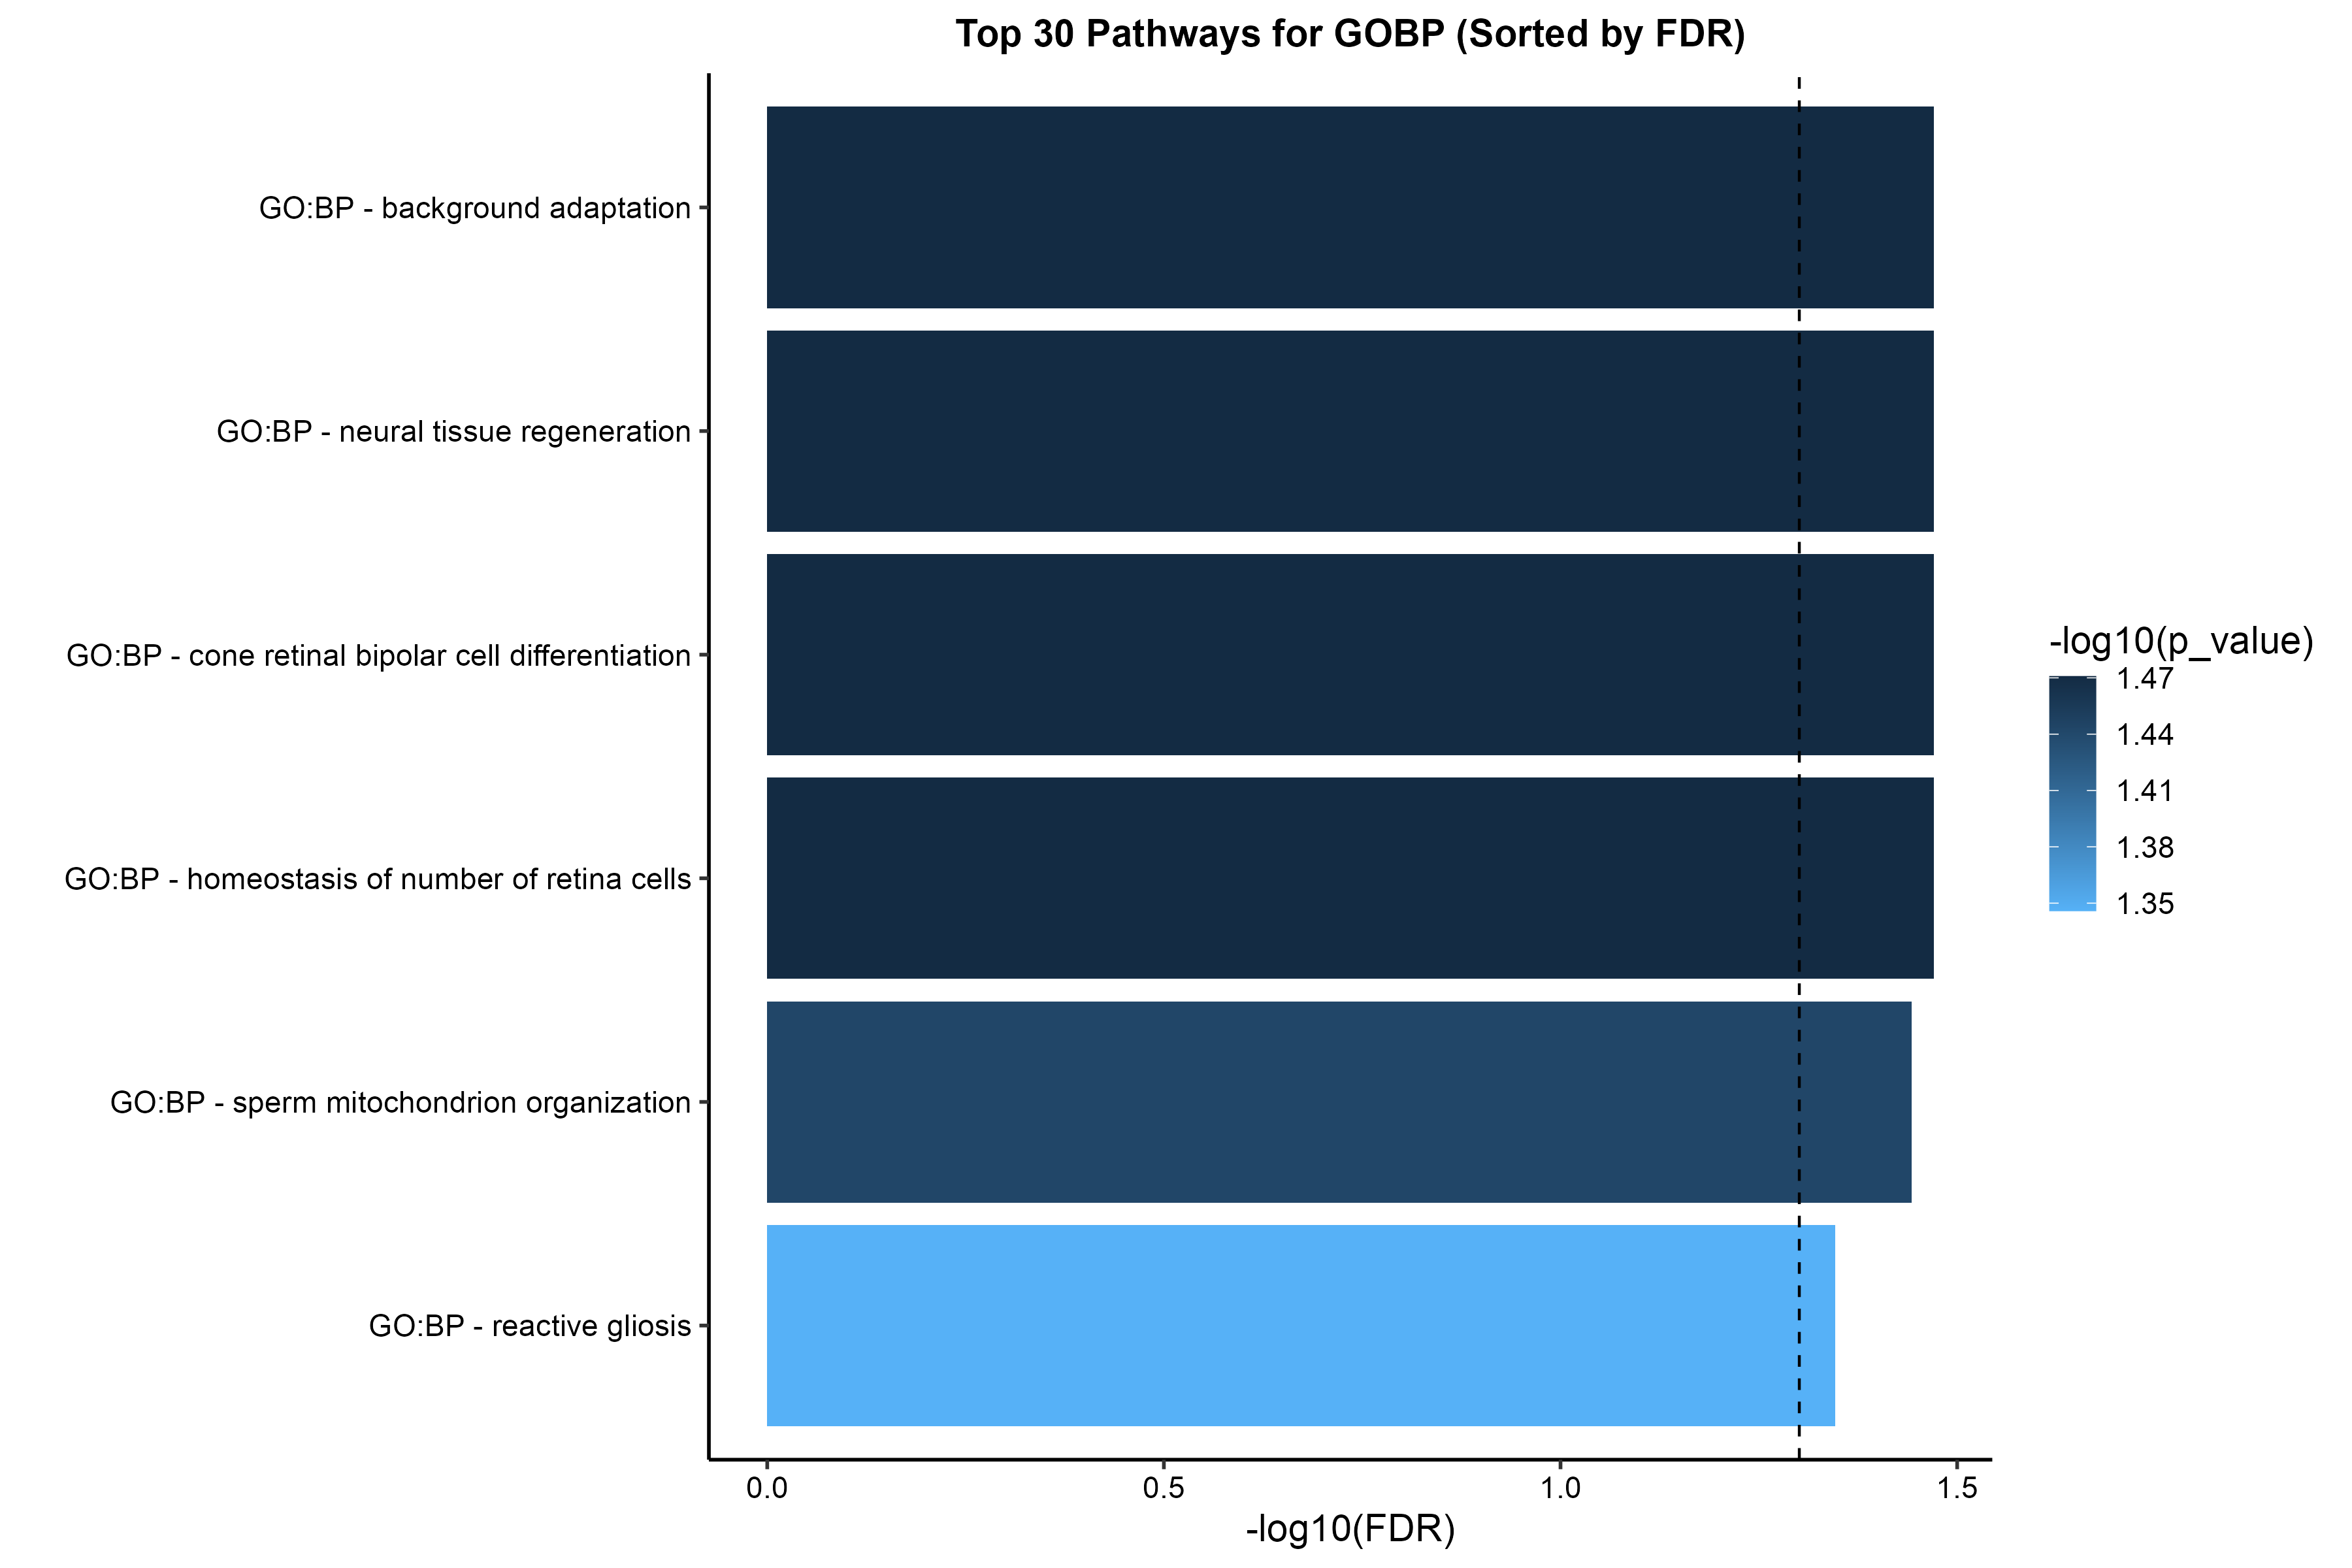 Top 30 Pathways for GOBP (Sorted by FDR)
GO:BP - background adaptation
GO:BP - neural tissue regeneration
GO:BP - cone retinal bipolar cell differentiation
GO:BP - homeostasis of number of retina cells
GO:BP - sperm mitochondrion organization
GO:BP - reactive gliosis
0.0 0.5 1.0 1.5
-log10(FDR)
-log10(p_value)
1.47
1.44
1.41
1.38
1.35